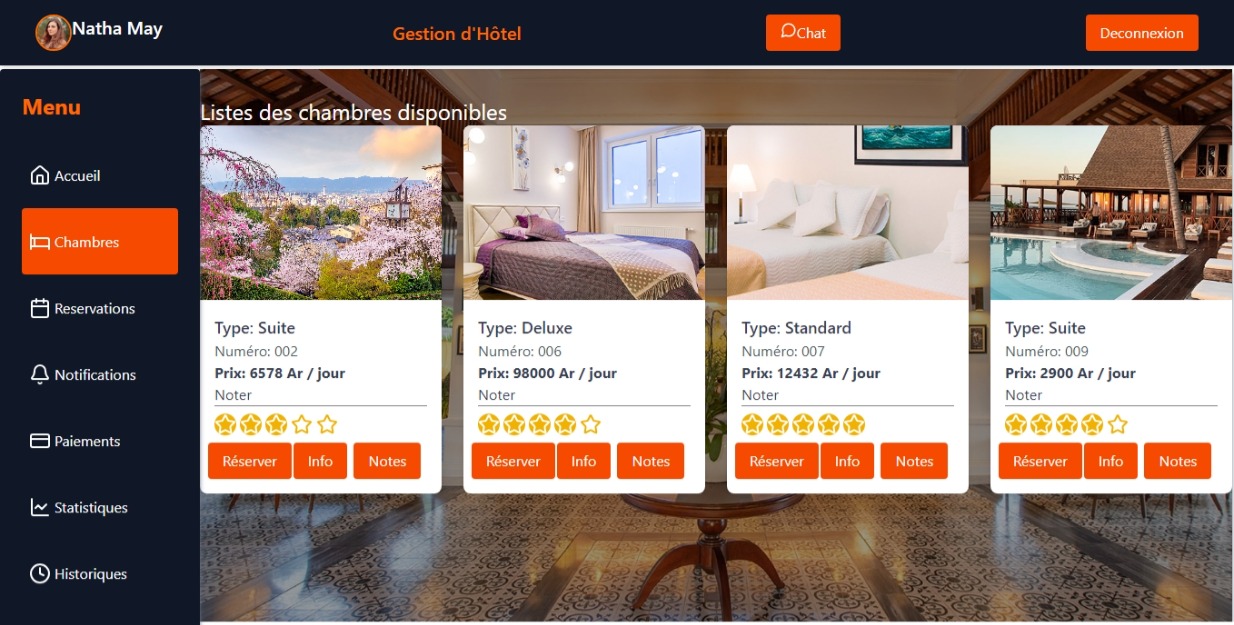 Natha May
Gestion d'Hôtel
Chat
Deconnexion
Menu
Accueil
Chambres
Reservations
Notifications
Paiements
Statistiques
Historiques
Listes des chambres disponibles
Type: Suite
Numéro: 002
Prix: 6578 Ar / jour
Noter
Réserver Info Notes
Type: Deluxe
Numéro: 006
Prix: 98000 Ar / jour
Noter
Réserver Info Notes
Type: Standard
Numéro: 007
Prix: 12432 Ar / jour
Noter
Réserver Info Notes
Type: Suite
Numéro: 009
Prix: 2900 Ar / jour
Noter
Réserver Info Notes